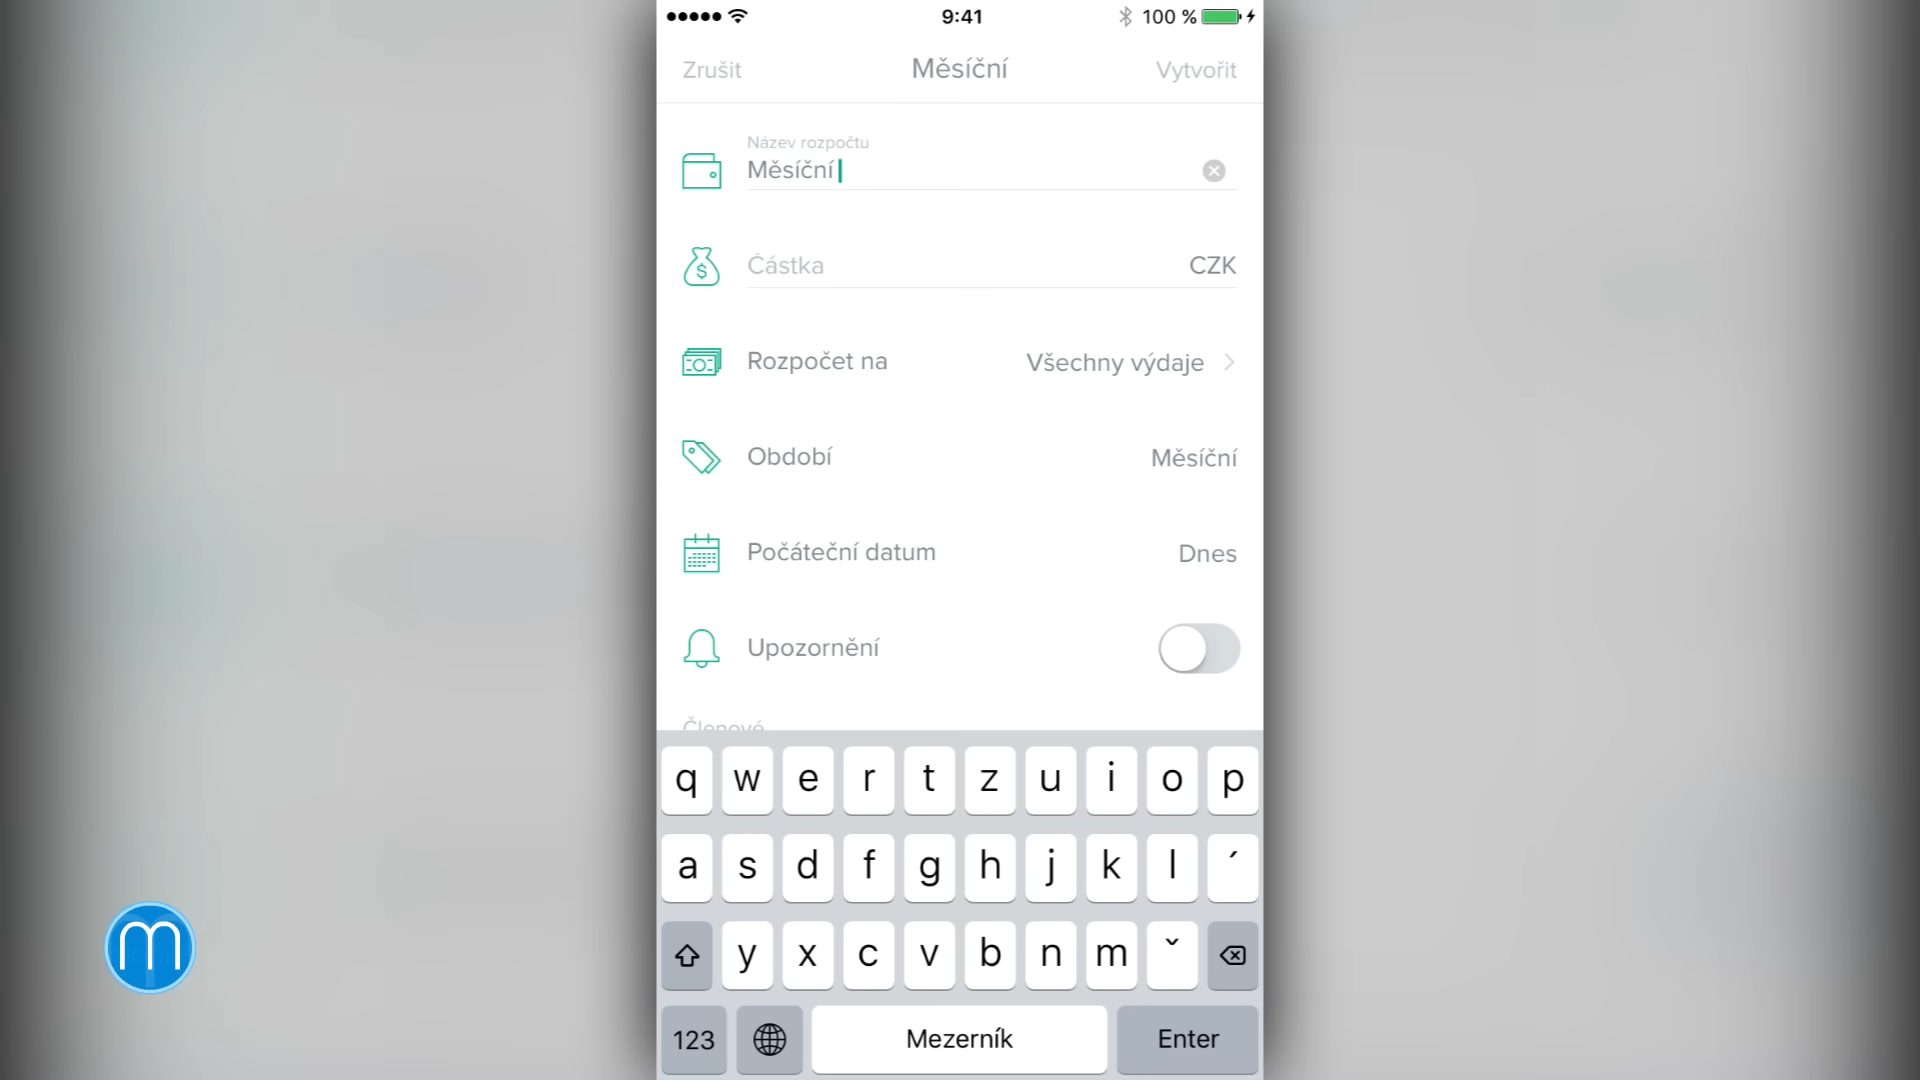 9:41
100 %
Zrušit
Měsíční
Vytvořit
Název rozpočtu
Měsíční
Částka
CZK
Rozpočet na
Všechny výdaje
Období
Měsíční
Počáteční datum
Dnes
Upozornění
Členové
q w e r t z u i o p
a s d f g h j k l ´
y x c v b n m ˇ
123
Mezerník
Enter
m